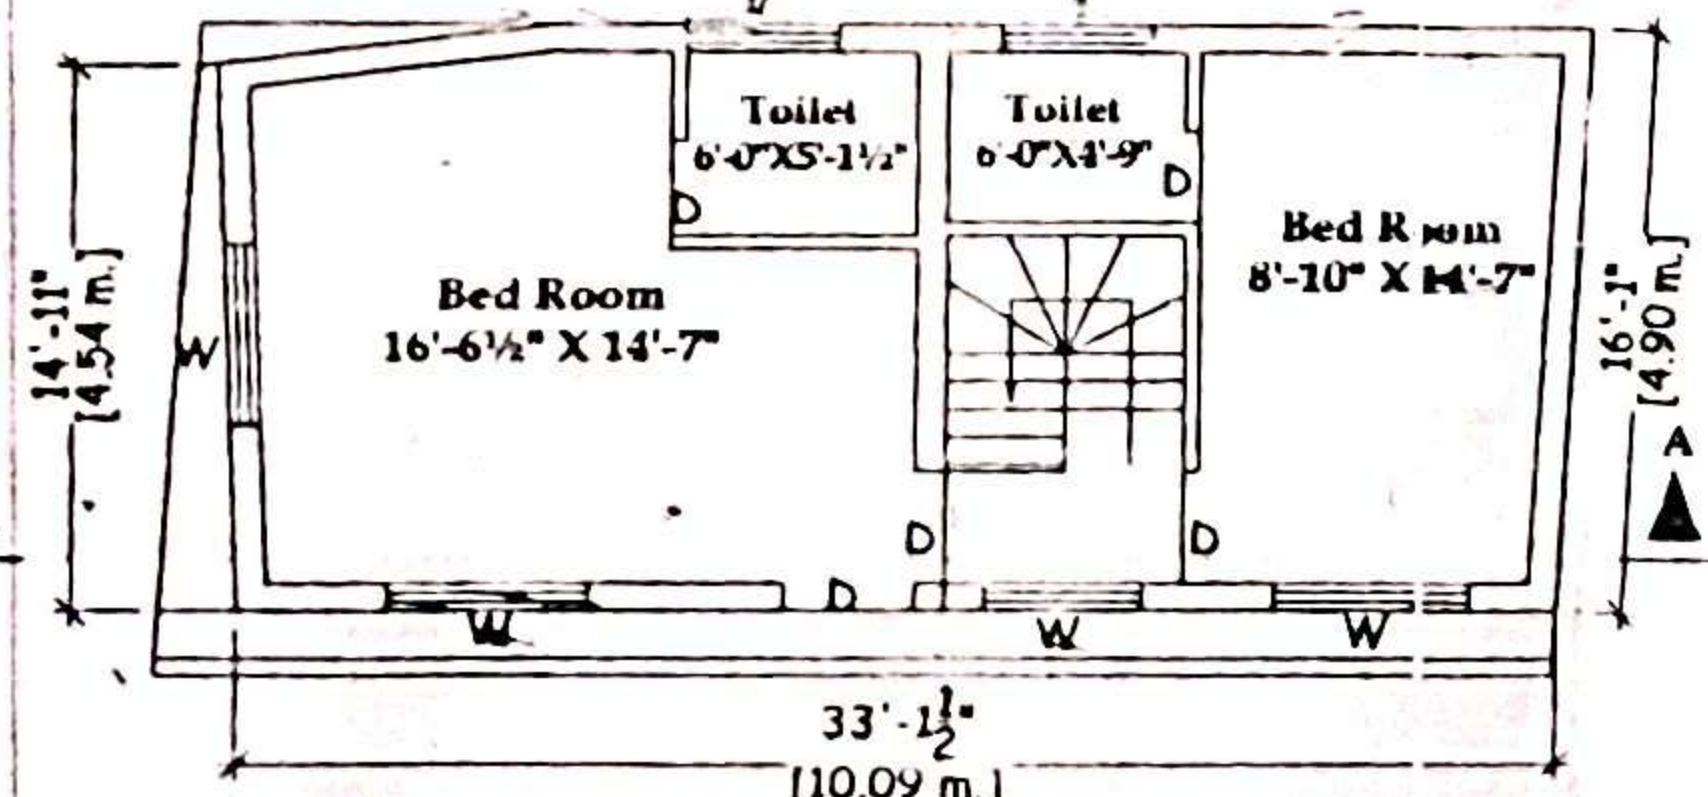 Toilet
6'-0"X5'-1½"
Toilet
6'-0"X4'-9"
D
D
Bed Room
8'-10" X 14'-7"
Bed Room
16'-6½" X 14'-7"
14'-11"
[4.54 m.]
W
16'-1"
[4.90 m.]
A
D
D
D
W
W
W
33'-1½"
[10.09 m.]